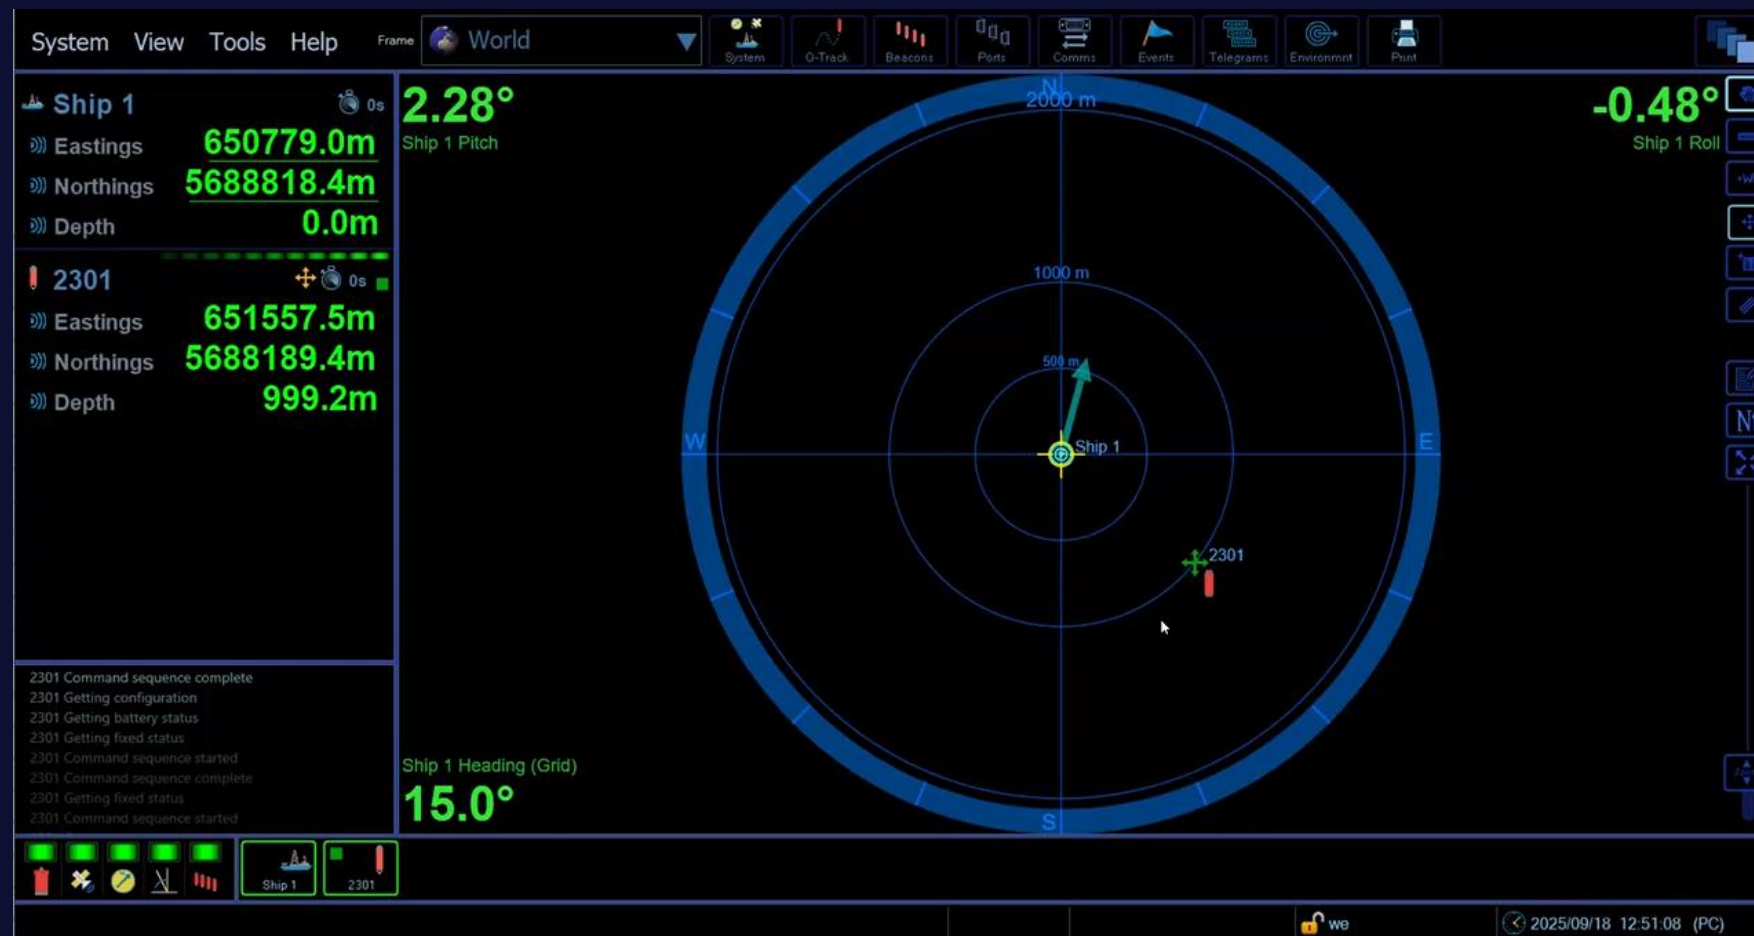 System View Tools Help Frame World
System O-Track Beacons Ports Comms Events Telegrams Environmnt Print
Ship 1 0s
Eastings 650779.0m
Northings 5688818.4m
Depth 0.0m
2301 0s
Eastings 651557.5m
Northings 5688189.4m
Depth 999.2m
2301 Command sequence complete
2301 Getting configuration
2301 Getting battery status
2301 Getting fixed status
2301 Command sequence started
2301 Command sequence complete
2301 Getting fixed status
2301 Command sequence started
2.28°
Ship 1 Pitch
-0.48°
Ship 1 Roll
N
2000 m
1000 m
500 m
W
Ship 1
E
2301
S
Ship 1 Heading (Grid)
15.0°
N
Ship 1
2301
we
2025/09/18 12:51:08 (PC)